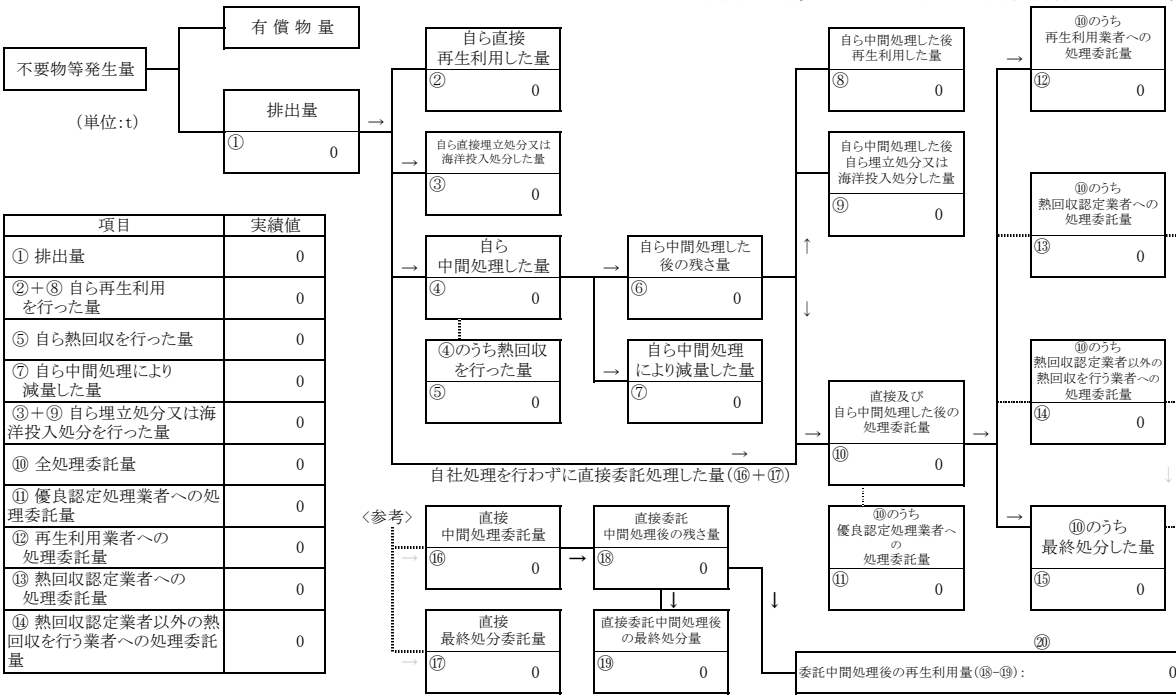 不要物等発生量
有償物量
(単位:t)
排出量
①
0
→
自ら直接
再生利用した量
②
0
→
自ら直接埋立処分又は
海洋投入処分した量
③
0
→
自ら
中間処理した量
④
0
④のうち熱回収
を行った量
⑤
0
→
自ら中間処理した
後の残さ量
⑥
0
→
自ら中間処理
により減量した量
⑦
0
自ら中間処理した後
再生利用した量
⑧
0
自ら中間処理した後
自ら埋立処分又は
海洋投入処分した量
⑨
0
↑
↓
→
自社処理を行わずに直接委託処理した量(⑯+⑰)
→
直接及び
自ら中間処理した後の
処理委託量
⑩
0
→
⑩のうち
優良認定処理業者へ
の
処理委託量
⑪
0
→
⑩のうち
再生利用業者への
処理委託量
⑫
0
⑩のうち
熱回収認定業者への
処理委託量
⑬
0
⑩のうち
熱回収認定業者以外の
熱回収を行う業者への
処理委託量
⑭
0
↓
→
⑩のうち
最終処分した量
⑮
0
項目 実績値
① 排出量 0
②+⑧ 自ら再生利用
を行った量 0
⑤ 自ら熱回収を行った量 0
⑦ 自ら中間処理により
減量した量 0
③+⑨ 自ら埋立処分又は海
洋投入処分を行った量 0
⑩ 全処理委託量 0
⑪ 優良認定処理業者への処
理委託量 0
⑫ 再生利用業者への
処理委託量 0
⑬ 熱回収認定業者への
処理委託量 0
⑭ 熱回収認定業者以外の熱
回収を行う業者への処理委託
量 0
〈参考〉
→
直接
中間処理委託量
⑯
0
→
直接委託
中間処理後の残さ量
⑱
0
→
直接
最終処分委託量
⑰
0
↓
直接委託中間処理後
の最終処分量
⑲
0
↓
⑳
委託中間処理後の再生利用量(⑱-⑲): 0